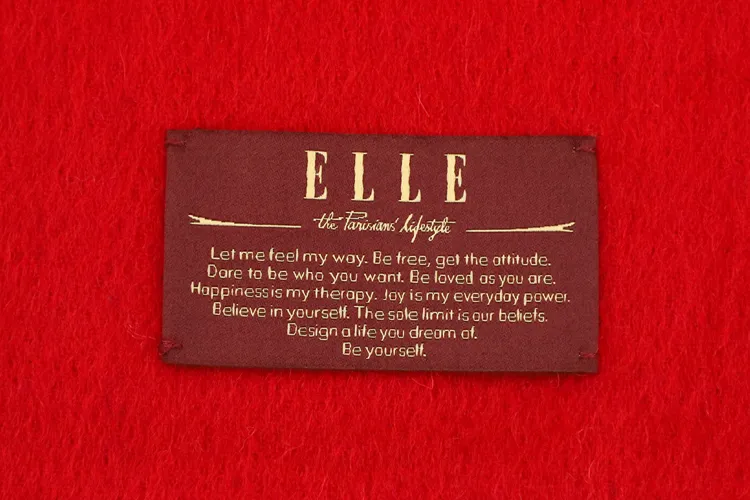 ELLE
the Parisians' lifestyle
Let me feel my way. Be free, get the attitude.
Dare to be who you want. Be loved as you are.
Happiness is my therapy. Joy is my everyday power.
Believe in yourself. The sole limit is our beliefs.
Design a life you dream of.
Be yourself.